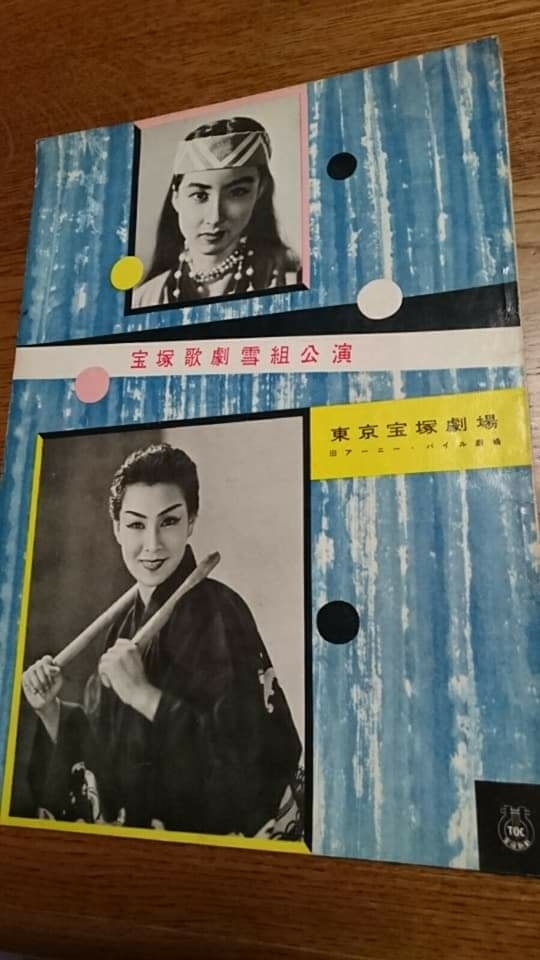 宝塚歌劇雪組公演
東京宝塚劇場
旧アーニー・パイル劇場